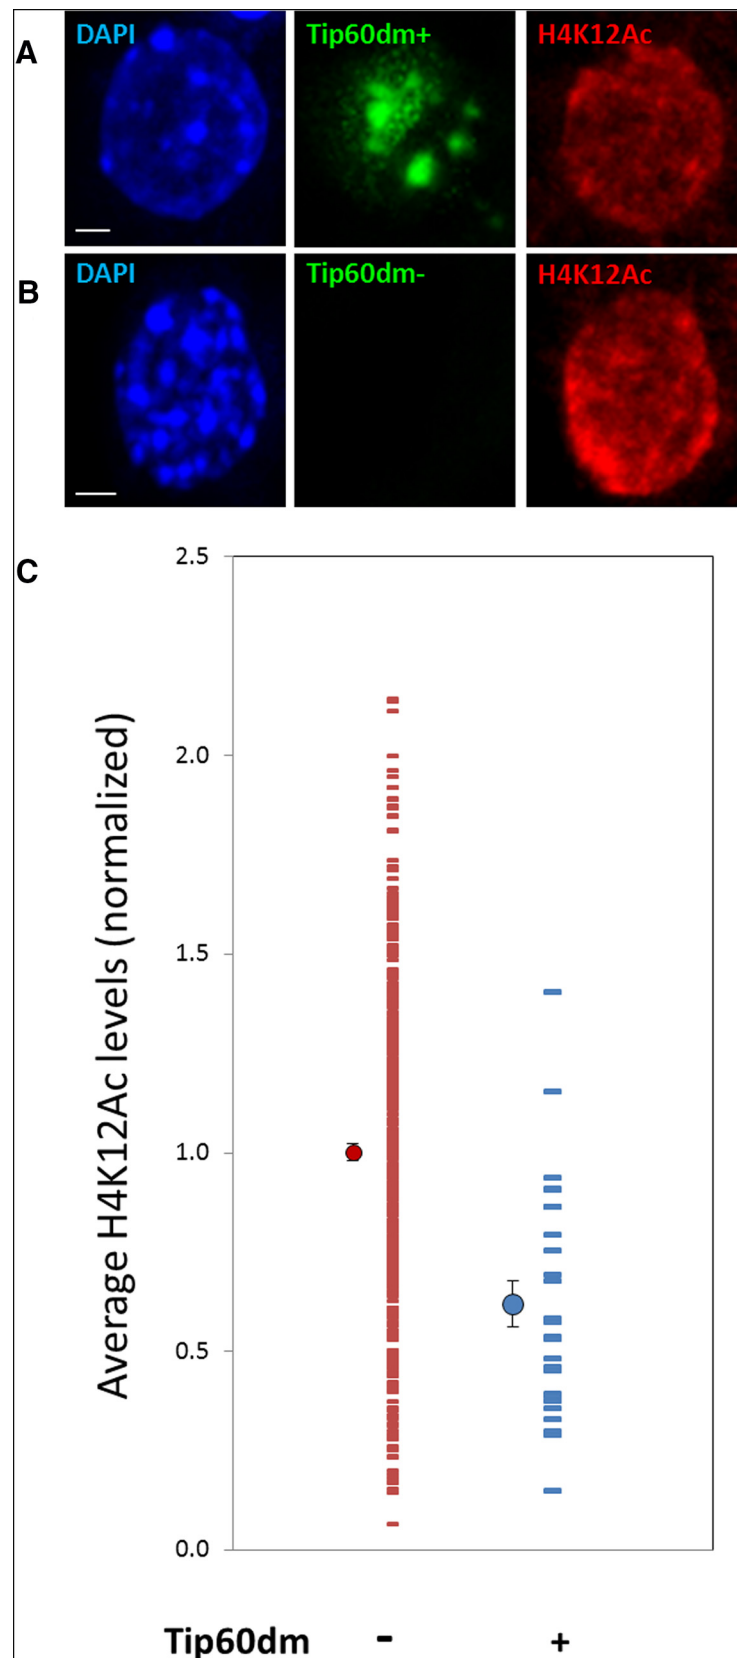 A
DAPI
Tip60dm+
H4K12Ac
B
DAPI
Tip60dm-
H4K12Ac
C
Average H4K12Ac levels (normalized)
2.5
2.0
1.5
1.0
0.5
0.0
Tip60dm - +